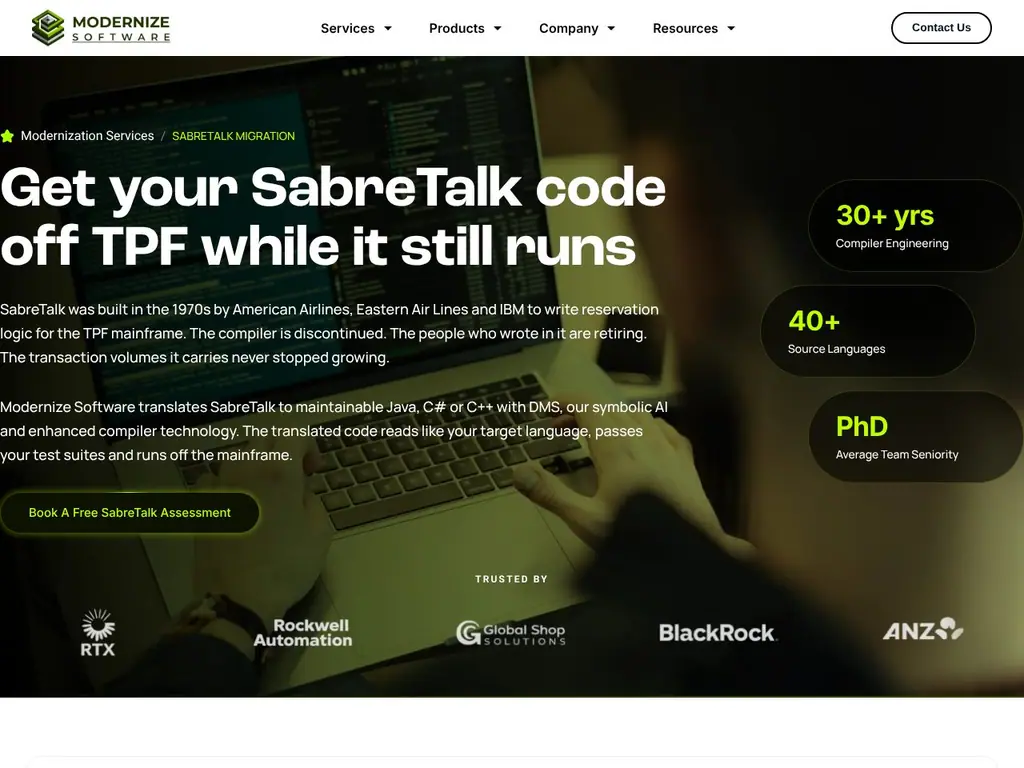 MODERNIZE
SOFTWARE
Services
Products
Company
Resources
Contact Us
Modernization Services / SABRETALK MIGRATION
Get your SabreTalk code
off TPF while it still runs
SabreTalk was built in the 1970s by American Airlines, Eastern Air Lines and IBM to write reservation
logic for the TPF mainframe. The compiler is discontinued. The people who wrote in it are retiring.
The transaction volumes it carries never stopped growing.
Modernize Software translates SabreTalk to maintainable Java, C# or C++ with DMS, our symbolic AI
and enhanced compiler technology. The translated code reads like your target language, passes
your test suites and runs off the mainframe.
Book A Free SabreTalk Assessment
30+ yrs
Compiler Engineering
40+
Source Languages
PhD
Average Team Seniority
TRUSTED BY
RTX
Rockwell
Automation
Global Shop
SOLUTIONS
BlackRock.
ANZ